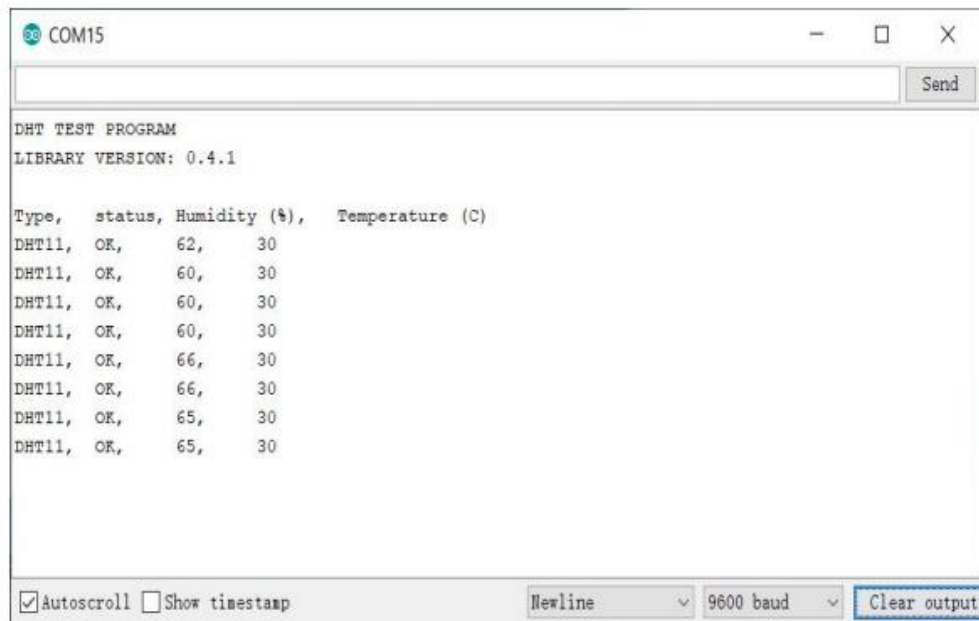 COM15
Send
DHT TEST PROGRAM
LIBRARY VERSION: 0.4.1
Type, status, Humidity (%), Temperature (C)
DHT11, OK, 62, 30
DHT11, OK, 60, 30
DHT11, OK, 60, 30
DHT11, OK, 60, 30
DHT11, OK, 66, 30
DHT11, OK, 66, 30
DHT11, OK, 65, 30
DHT11, OK, 65, 30
Autoscroll Show timestamp Newline 9600 baud Clear output